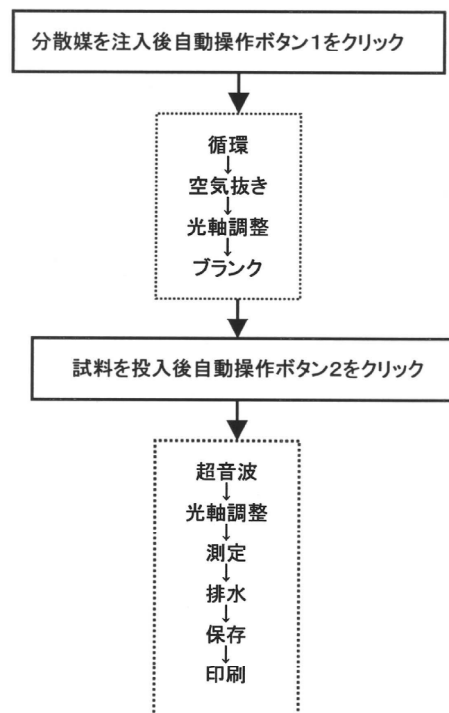 分散媒を注入後自動操作ボタン1をクリック
循環
空気抜き
光軸調整
ブランク
試料を投入後自動操作ボタン2をクリック
超音波
光軸調整
測定
排水
保存
印刷